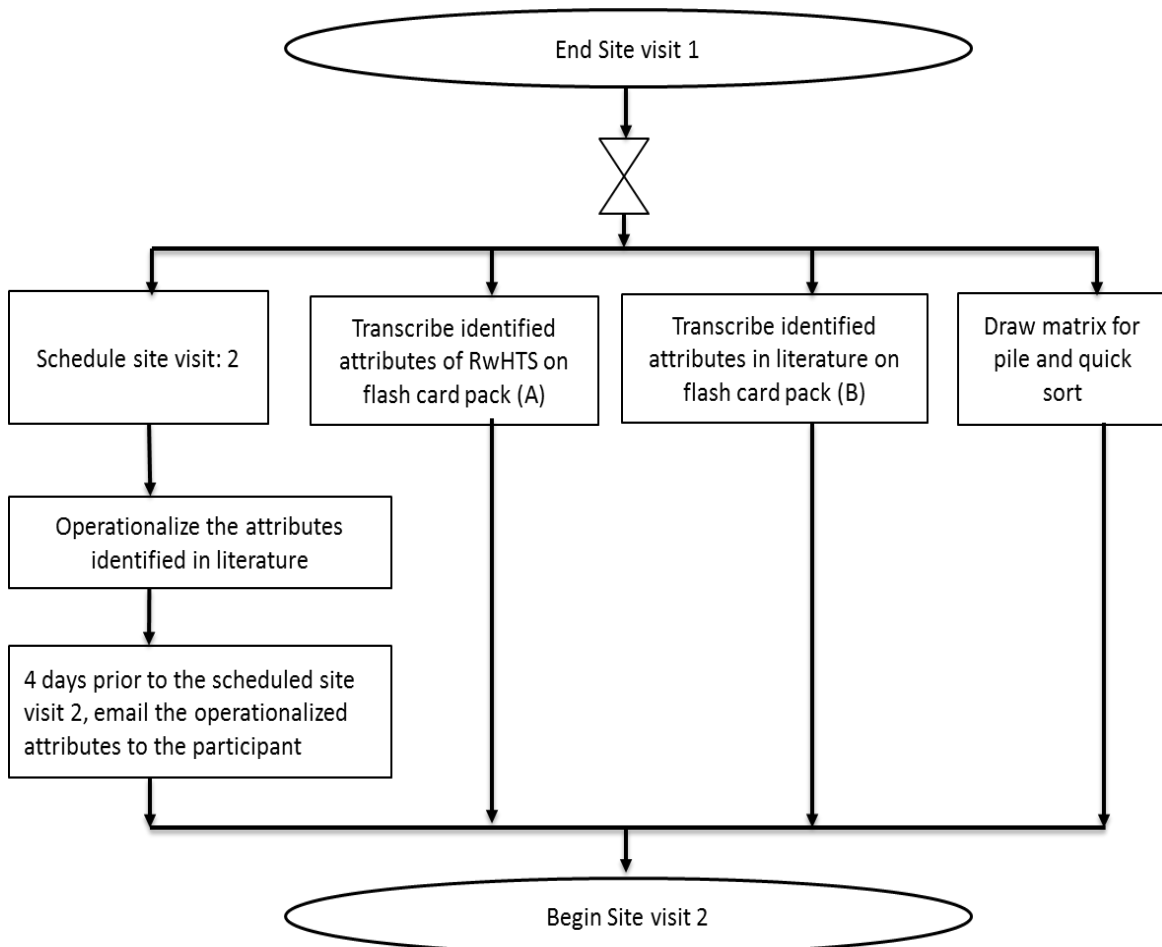 End Site visit 1
Schedule site visit: 2
Transcribe identified
attributes of RwHTS on
flash card pack (A)
Transcribe identified
attributes in literature on
flash card pack (B)
Draw matrix for
pile and quick
sort
Operationalize the attributes
identified in literature
4 days prior to the scheduled site
visit 2, email the operationalized
attributes to the participant
Begin Site visit 2